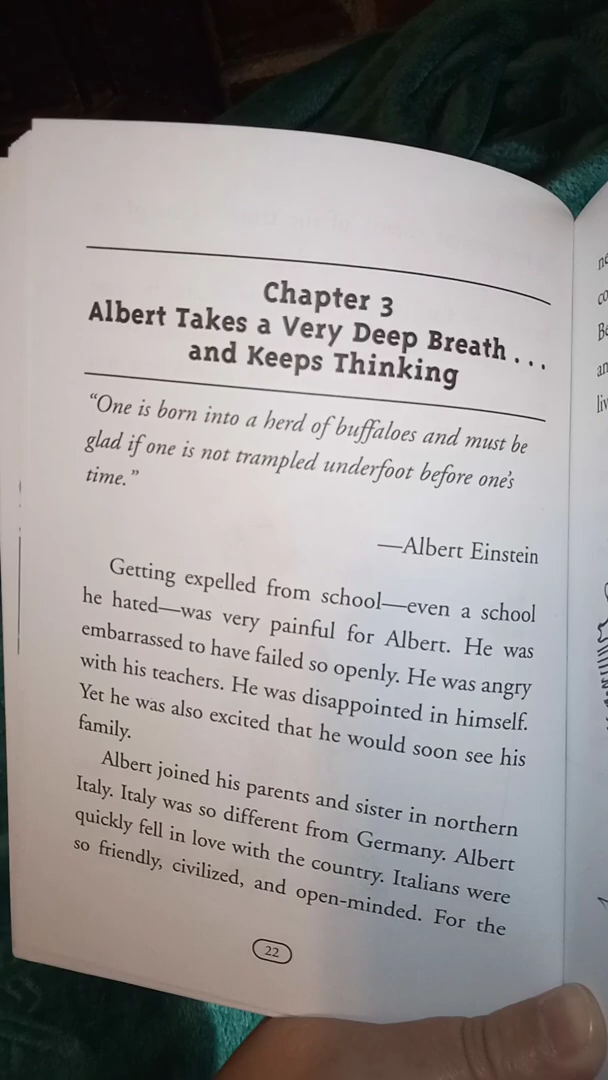 Chapter 3
Albert Takes a Very Deep Breath . . .
and Keeps Thinking
“One is born into a herd of buffaloes and must be
glad if one is not trampled underfoot before one’s
time.”
—Albert Einstein
Getting expelled from school—even a school
he hated—was very painful for Albert. He was
embarrassed to have failed so openly. He was angry
with his teachers. He was disappointed in himself.
Yet he was also excited that he would soon see his
family.
Albert joined his parents and sister in northern
Italy. Italy was so different from Germany. Albert
quickly fell in love with the country. Italians were
so friendly, civilized, and open-minded. For the
22